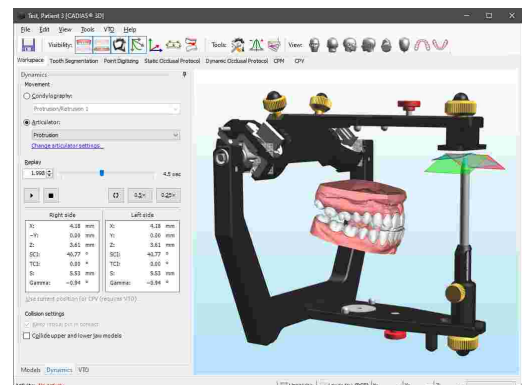 Test, Patient 3 [CADIAS® 3D]
File Edit View Tools VTO Help
Visibility: Tools: View:
Workspace Tooth Segmentation Point Digitizing Static Occlusal Protocol Dynamic Occlusal Protocol CPM CPV
Dynamics
Movement
Condylography:
Protrusion/Retrusion 1
Articulator:
Protrusion
Change articulator settings...
Replay
1.998 4.5 sec
0.5× 0.25×
Right side Left side
X: 4.18 mm X: 4.18 mm
-Y: 0.00 mm Y: 0.00 mm
Z: 3.61 mm Z: 3.61 mm
SCI: 40.77 ° SCI: 40.77 °
TCI: 0.00 ° TCI: 0.00 °
S: 5.53 mm S: 5.53 mm
Gamma: -0.94 ° Gamma: -0.94 °
Use current position for CPV (requires VTO)
Collision settings
Keep incisal pin in contact
Collide upper and lower jaw models
Models Dynamics VTO